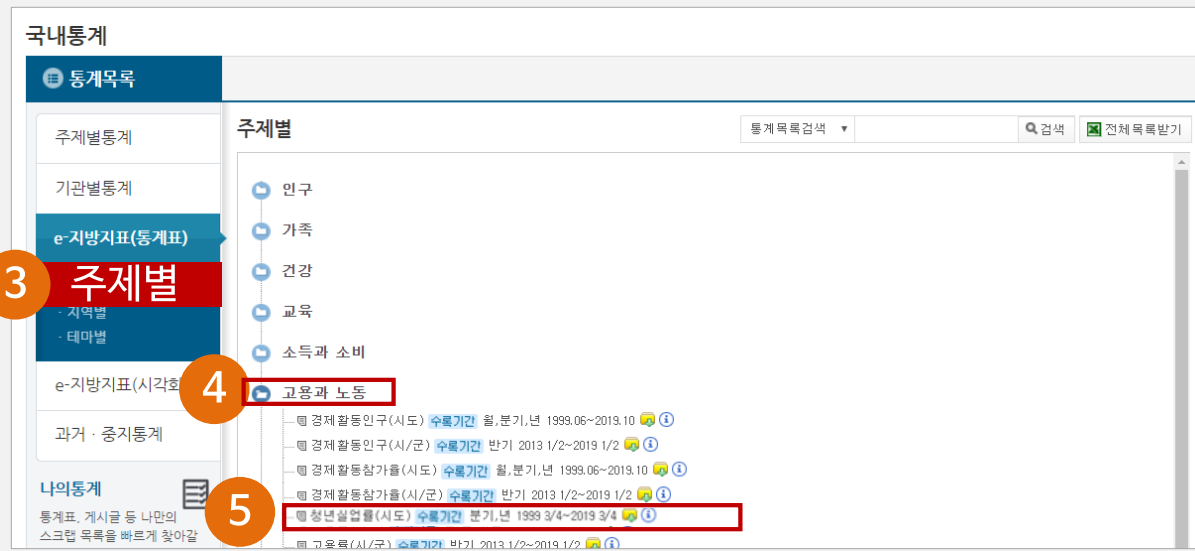 국내통계
통계목록
주제별통계
기관별통계
e-지방지표(통계표)
3 주제별
· 지역별
· 테마별
e-지방지표(시각화
과거 · 중지통계
나의통계
통계표, 게시글 등 나만의
스크랩 목록을 빠르게 찾아갈
주제별
통계목록검색 ▼ 검색 전체목록받기
인구
가족
건강
교육
소득과 소비
4 고용과 노동
경제활동인구(시도) 수록기간 월,분기,년 1999.06~2019.10
경제활동인구(시/군) 수록기간 반기 2013 1/2~2019 1/2
경제활동참가율(시도) 수록기간 월,분기,년 1999.06~2019.10
경제활동참가율(시/군) 수록기간 반기 2013 1/2~2019 1/2
5 청년실업률(시도) 수록기간 분기,년 1999 3/4~2019 3/4
고용률(시/군) 수록기간 반기 2013 1/2~2019 1/2